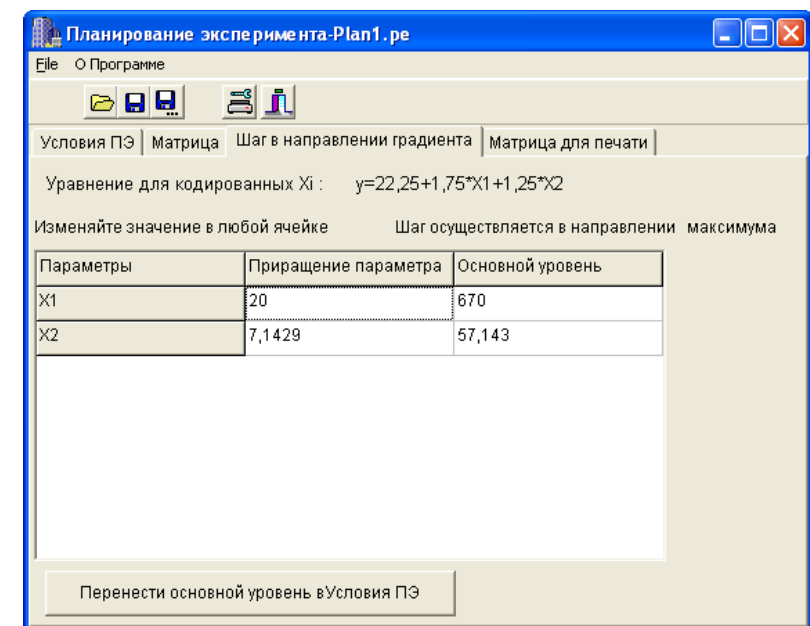 Планирование эксперимента-Plan1.pe
File О Программе
Условия ПЭ Матрица Шаг в направлении градиента Матрица для печати
Уравнение для кодированных Xi : y=22,25+1,75*X1+1,25*X2
Изменяйте значение в любой ячейке Шаг осуществляется в направлении максимума
Параметры Приращение параметра Основной уровень
X1 20 670
X2 7,1429 57,143
Перенести основной уровень вУсловия ПЭ